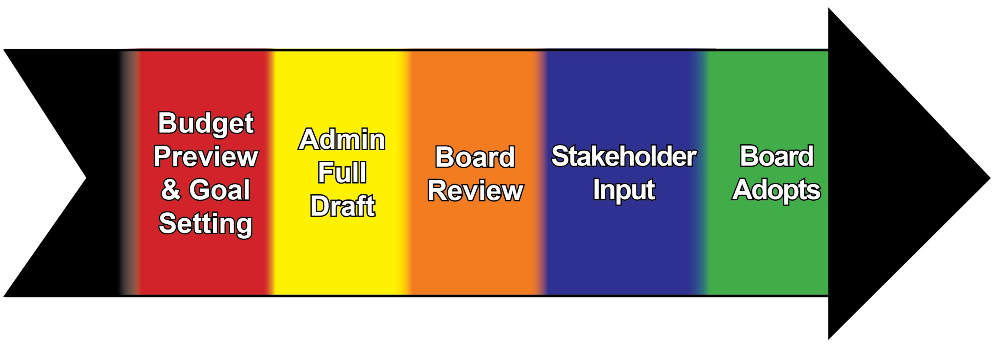 Budget
Preview
& Goal
Setting
Admin
Full
Draft
Board
Review
Stakeholder
Input
Board
Adopts